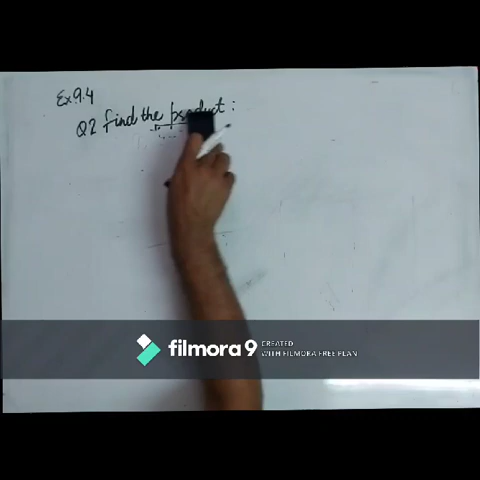 Ex 9.4
Q2 Find the product:
filmora 9 CREATED
WITH FILMORA FREE PLAN